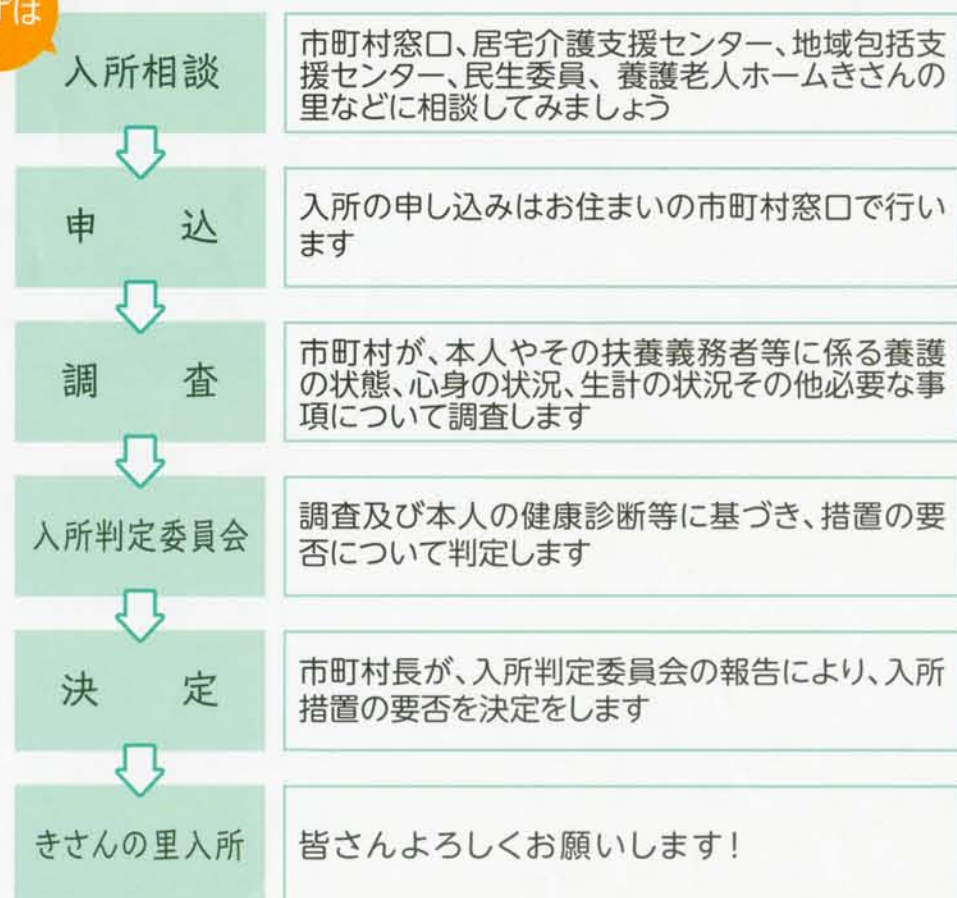 ずは
入所相談
市町村窓口、居宅介護支援センター、地域包括支
援センター、民生委員、養護老人ホームきさんの
里などに相談してみましょう
申 込
入所の申し込みはお住まいの市町村窓口で行い
ます
調 査
市町村が、本人やその扶養義務者等に係る養護
の状態、心身の状況、生計の状況その他必要な事
項について調査します
入所判定委員会
調査及び本人の健康診断等に基づき、措置の要
否について判定します
決 定
市町村長が、入所判定委員会の報告により、入所
措置の要否を決定をします
きさんの里入所
皆さんよろしくお願いします!